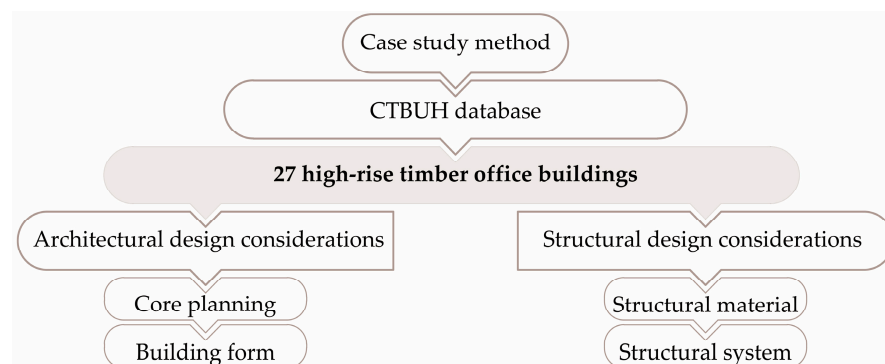 Case study method
CTBUH database
27 high-rise timber office buildings
Architectural design considerations
Structural design considerations
Core planning
Structural material
Building form
Structural system